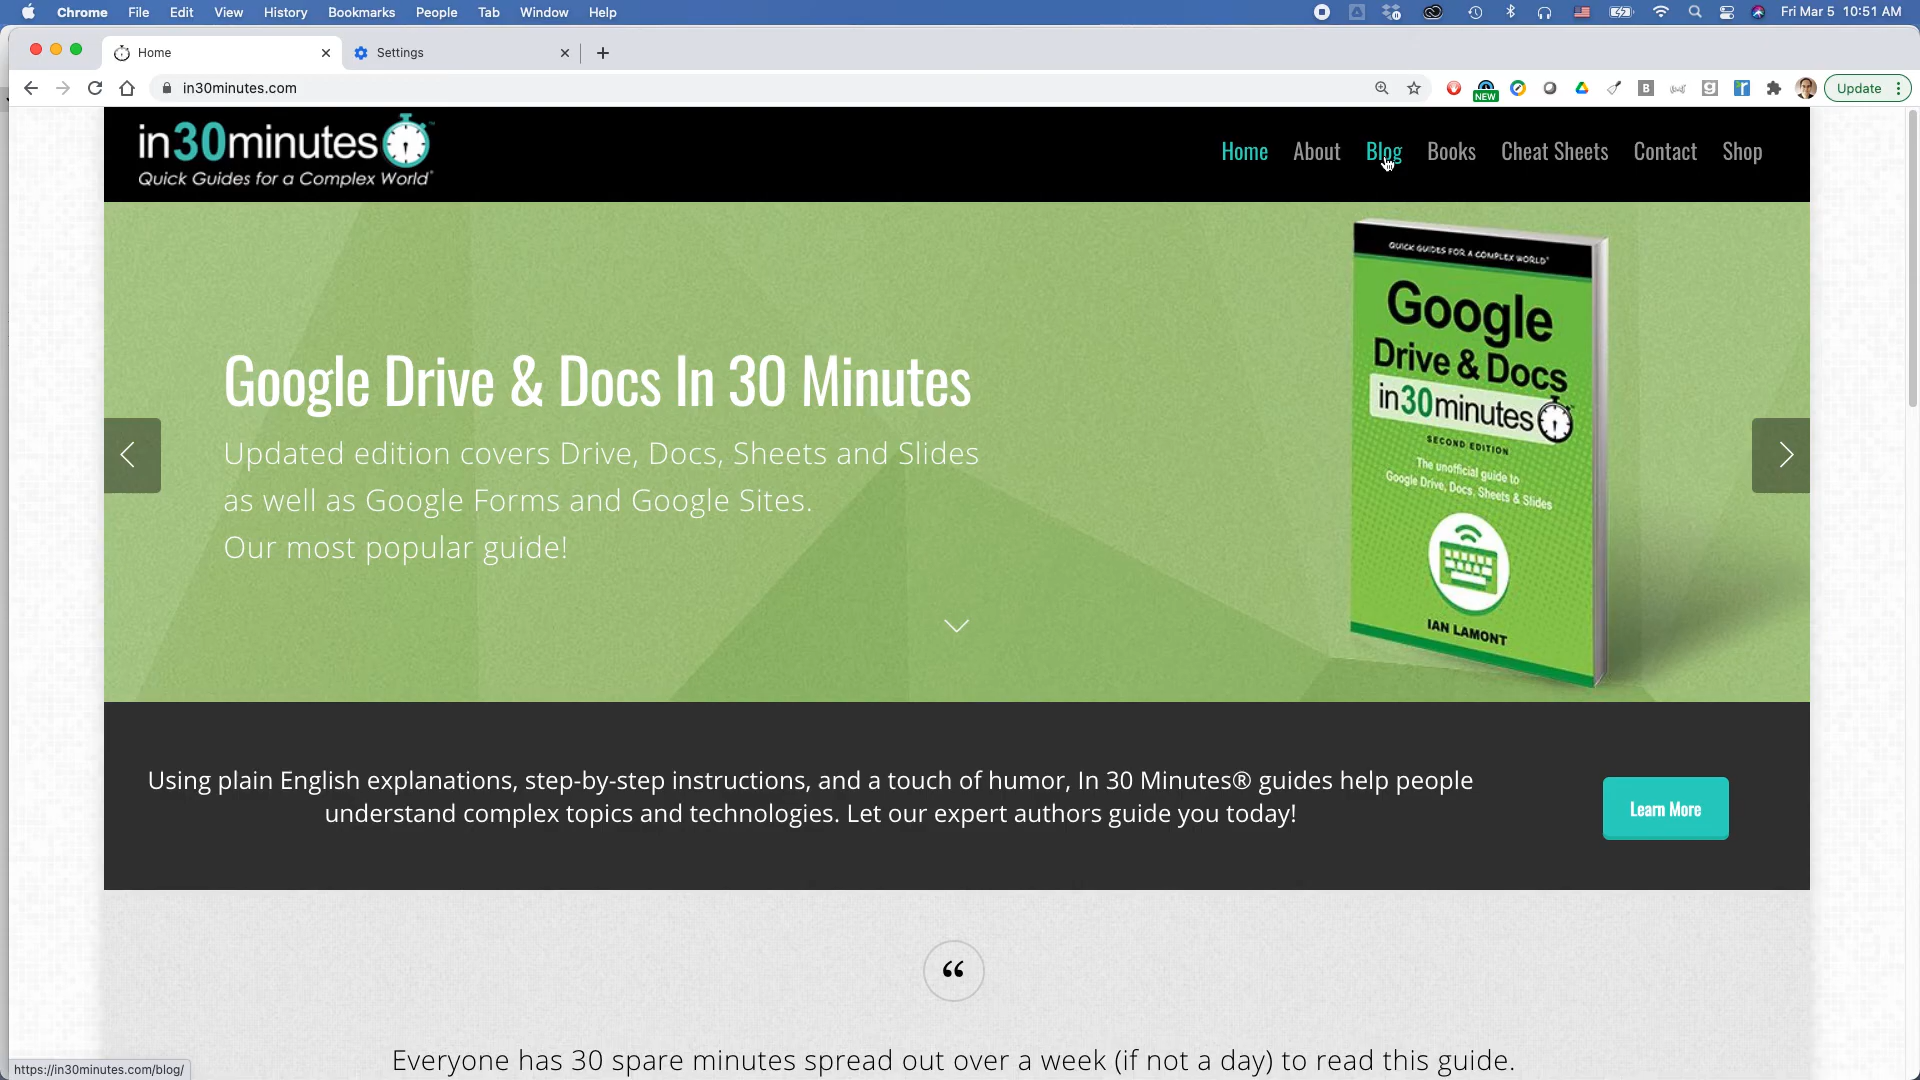 Chrome File Edit View History Bookmarks People Tab Window Help Fri Mar 5 10:51 AM
Home Settings
in30minutes.com NEW B Update
in30minutes™
Quick Guides for a Complex World®
Home About Blog Books Cheat Sheets Contact Shop
Google Drive & Docs In 30 Minutes
Updated edition covers Drive, Docs, Sheets and Slides
as well as Google Forms and Google Sites.
Our most popular guide!
QUICK GUIDES FOR A COMPLEX WORLD®
Google
Drive & Docs
in30minutes
SECOND EDITION
The unofficial guide to
Google Drive, Docs, Sheets & Slides
IAN LAMONT
Using plain English explanations, step-by-step instructions, and a touch of humor, In 30 Minutes® guides help people
understand complex topics and technologies. Let our expert authors guide you today!
Learn More
“
Everyone has 30 spare minutes spread out over a week (if not a day) to read this guide.
https://in30minutes.com/blog/